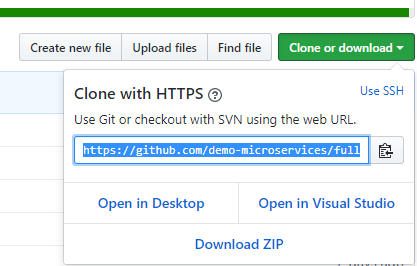 Create new file Upload files Find file Clone or download
Clone with HTTPS Use SSH
Use Git or checkout with SVN using the web URL.
https://github.com/demo-microservices/full
Open in Desktop Open in Visual Studio
Download ZIP